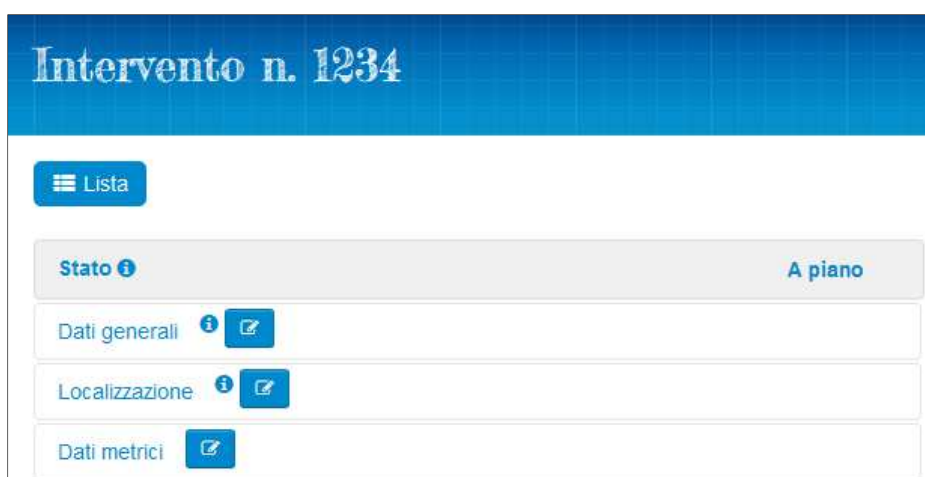 Intervento n. 1234
Lista
Stato A piano
Dati generali
Localizzazione
Dati metrici